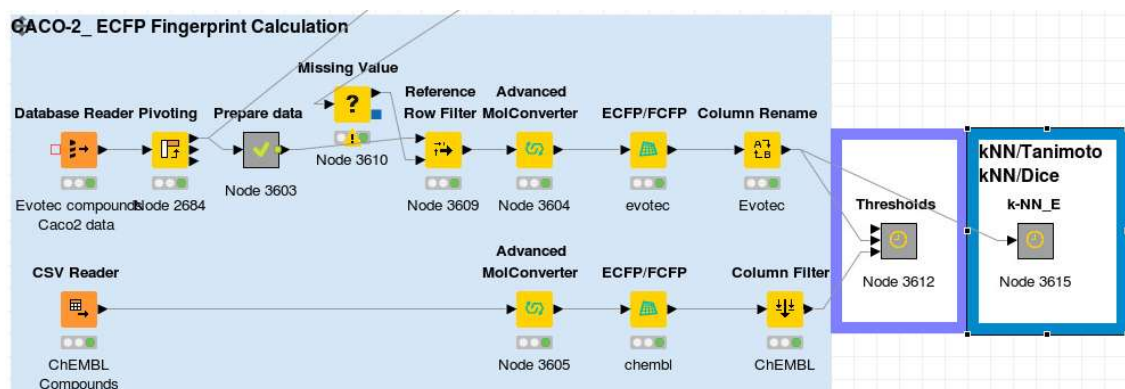 CACO-2_ ECFP Fingerprint Calculation
Missing Value
?
Node 3610
Database Reader
Evotec compounds
Caco2 data
Pivoting
Node 2684
Prepare data
Node 3603
Reference
Row Filter
Node 3609
Advanced
MolConverter
Node 3604
ECFP/FCFP
evotec
Column Rename
A
B
Evotec
Thresholds
Node 3612
kNN/Tanimoto
kNN/Dice
k-NN_E
Node 3615
CSV Reader
ChEMBL
Compounds
Advanced
MolConverter
Node 3605
ECFP/FCFP
chembl
Column Filter
ChEMBL